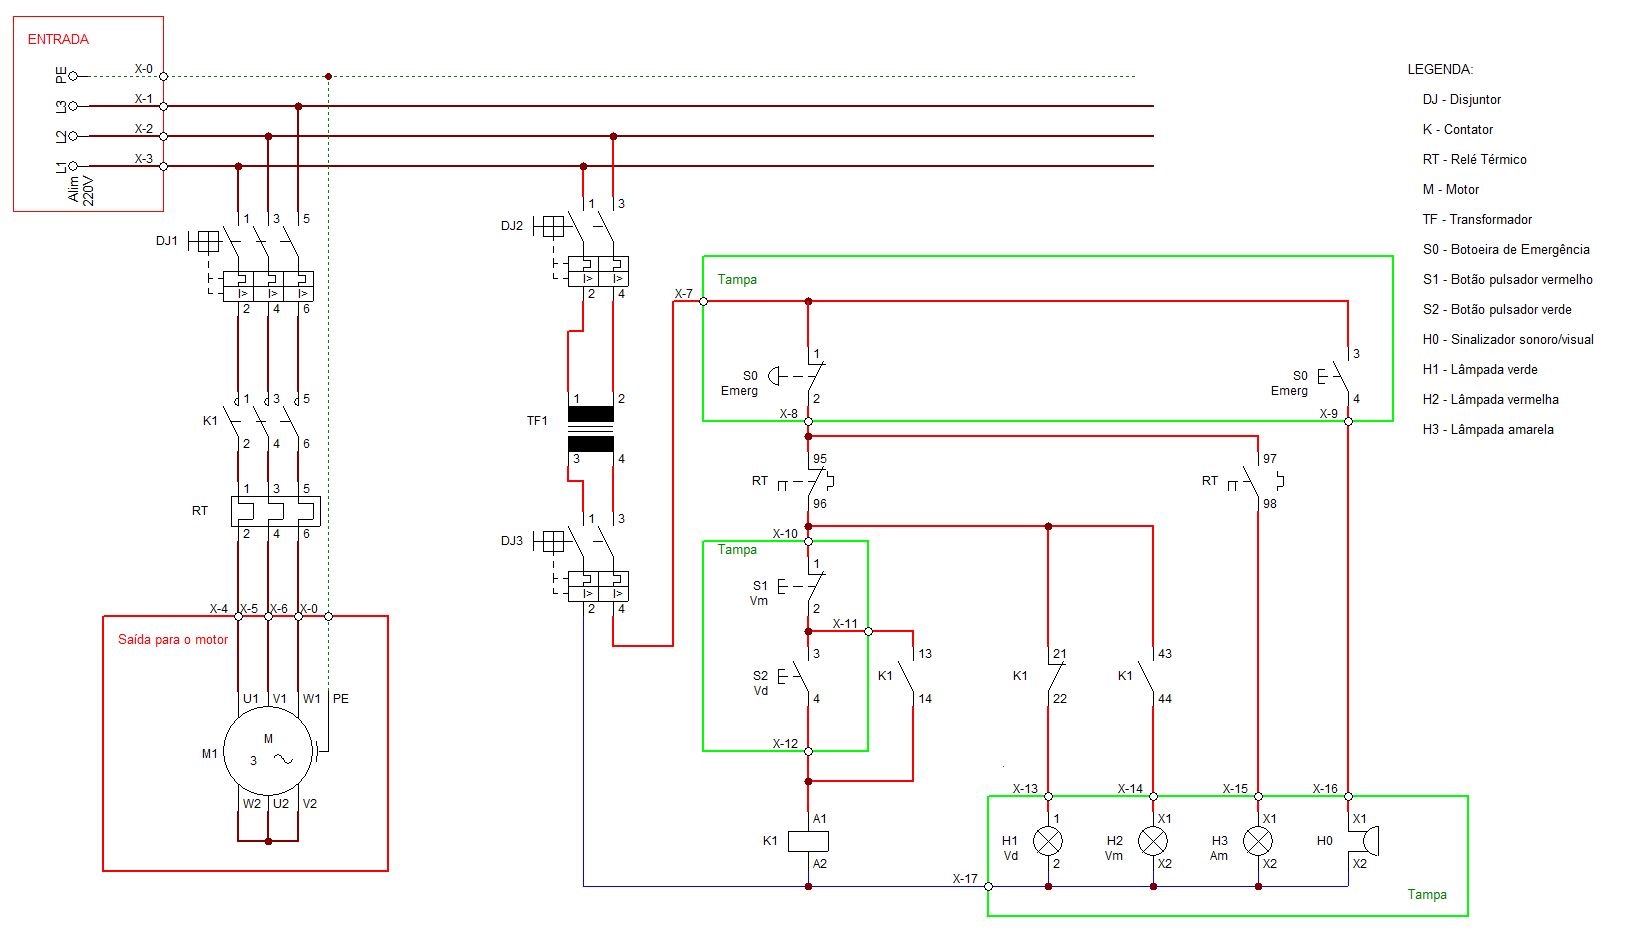 ENTRADA
PE
X-0
L3
X-1
L2
X-2
L1
X-3
Alim
220V
LEGENDA:
DJ - Disjuntor
K - Contator
RT - Relé Térmico
M - Motor
TF - Transformador
S0 - Botoeira de Emergência
S1 - Botão pulsador vermelho
S2 - Botão pulsador verde
H0 - Sinalizador sonoro/visual
H1 - Lâmpada verde
H2 - Lâmpada vermelha
H3 - Lâmpada amarela
DJ1
1 3 5
I> I> I>
2 4 6
K1
1 3 5
2 4 6
RT
1 3 5
2 4 6
X-4 X-5 X-6 X-0
Saída para o motor
U1 V1 W1 PE
M1
M
3
W2 U2 V2
DJ2
1 3
I> I>
2 4
TF1
1 2
3 4
DJ3
1 3
I> I>
2 4
Tampa
X-7
S0
Emerg
1
2
X-8
S0
Emerg
3
4
X-9
RT
95
96
RT
97
98
X-10
Tampa
S1
Vm
1
2
X-11
S2
Vd
3
4
X-12
K1
13
14
K1
21
22
K1
43
44
K1
A1
A2
X-13 X-14 X-15 X-16
H1
Vd
1
2
H2
Vm
X1
X2
H3
Am
X1
X2
H0
X1
X2
X-17
Tampa